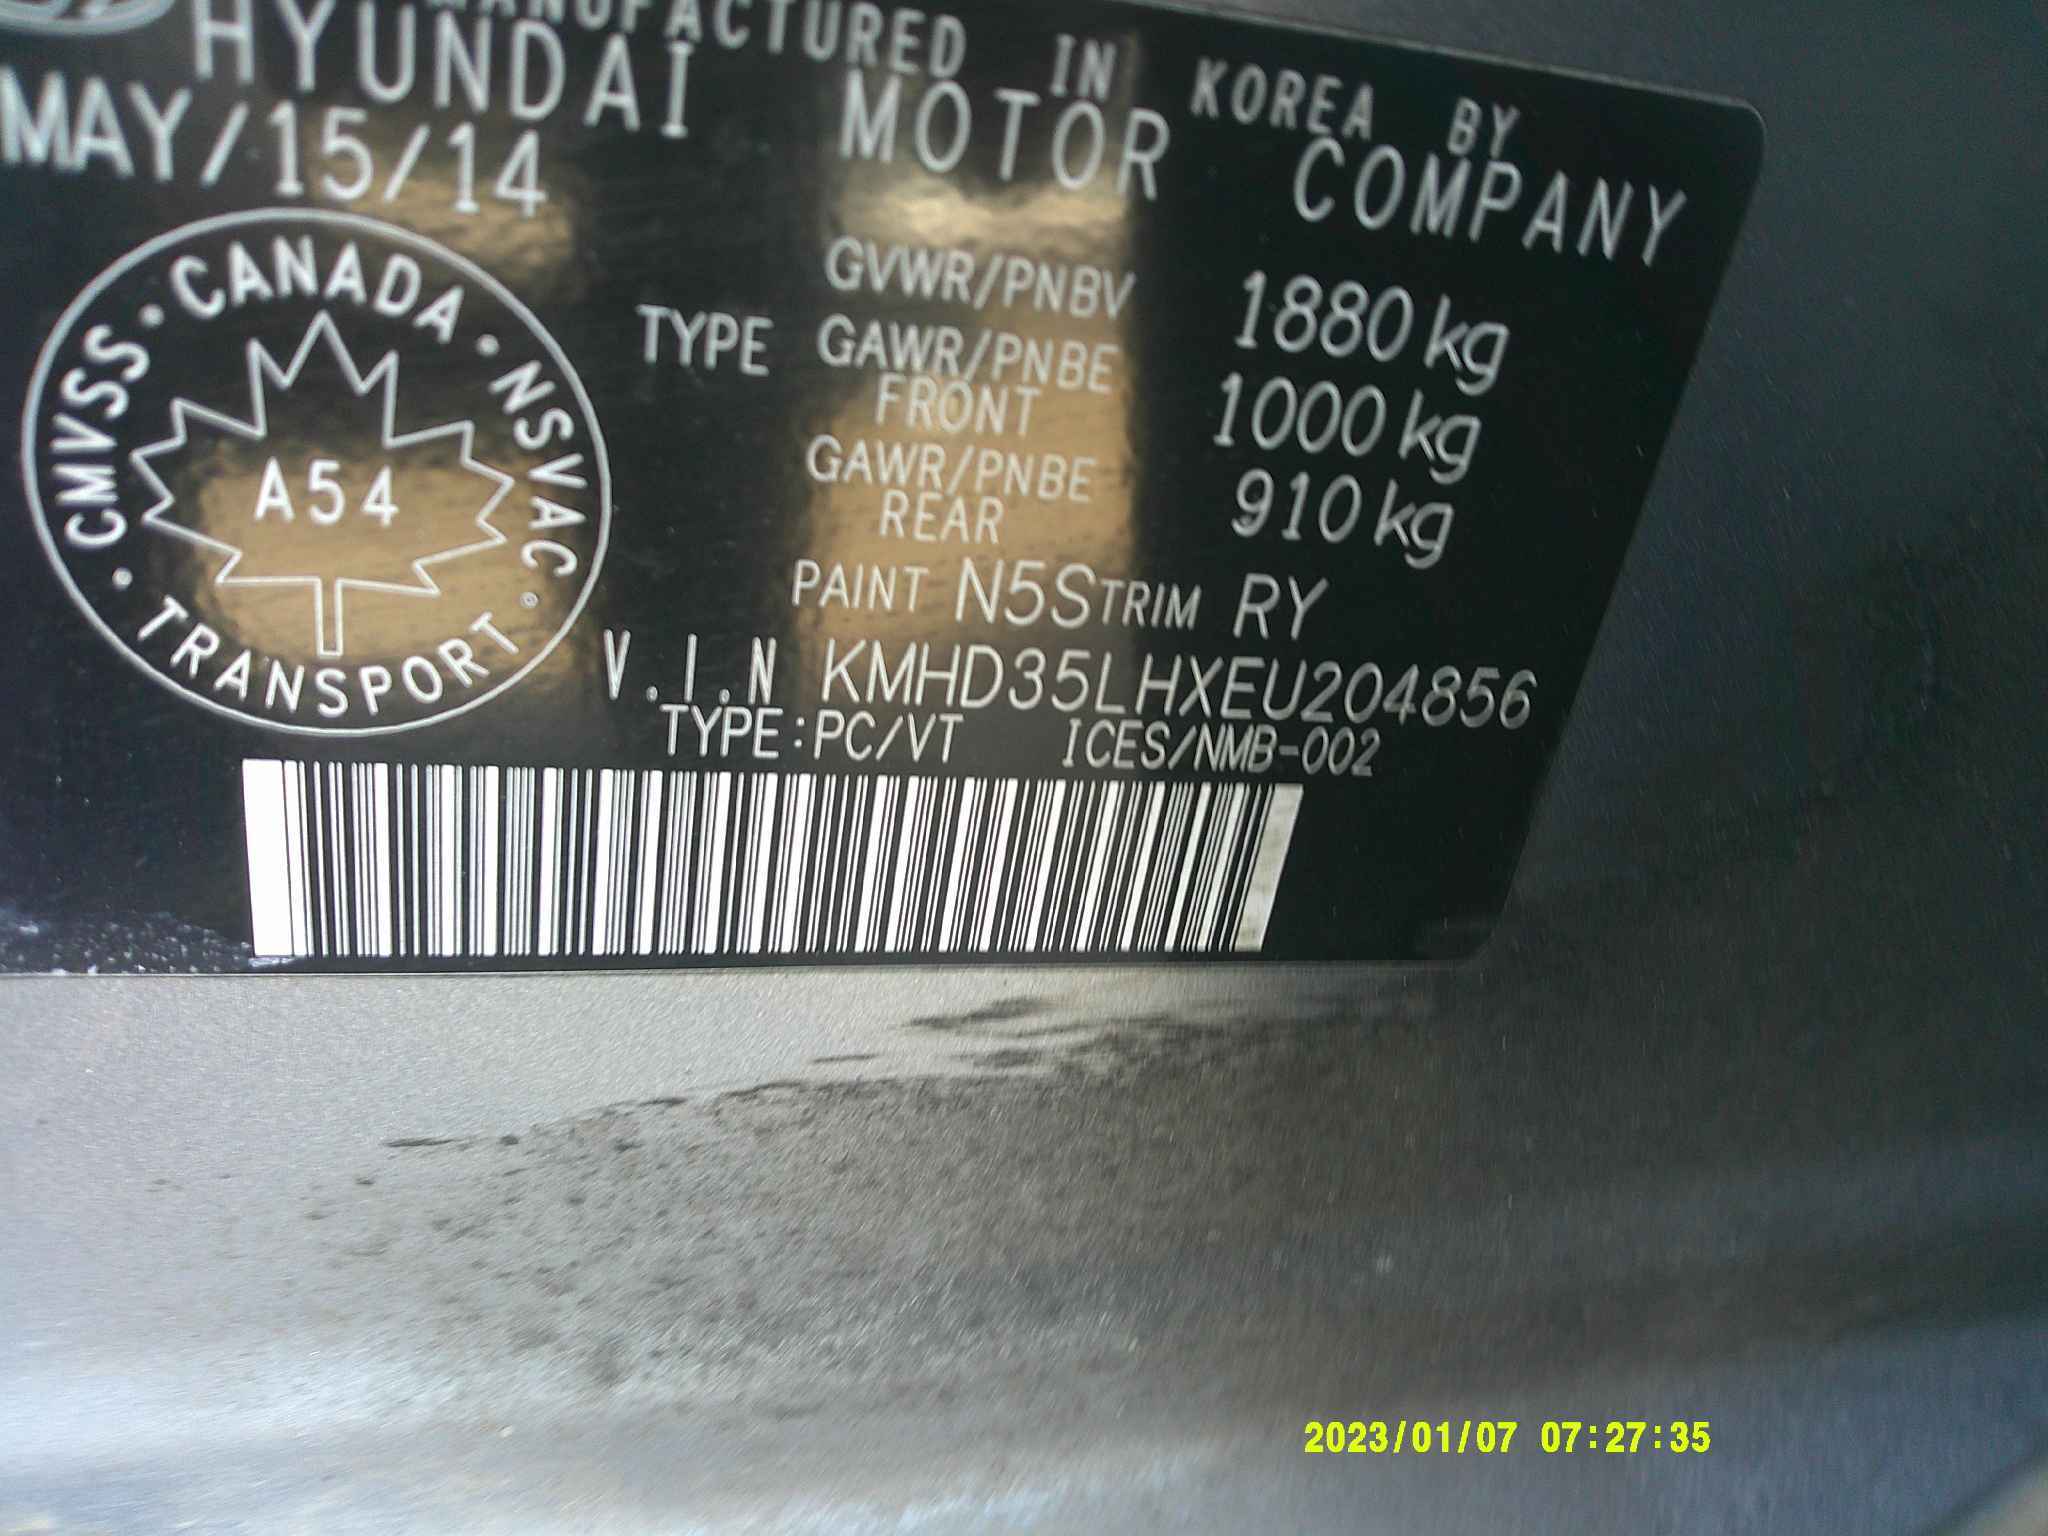 MANUFACTURED IN KOREA BY
HYUNDAI MOTOR COMPANY
MAY/15/14
CMVSS · CANADA · NSVAC · TRANSPORT ·
A54
TYPE
GVWR/PNBV 1880 kg
GAWR/PNBE FRONT 1000 kg
GAWR/PNBE REAR 910 kg
PAINT N5S TRIM RY
V.I.N KMHD35LHXEU204856
TYPE:PC/VT ICES/NMB-002
2023/01/07 07:27:35